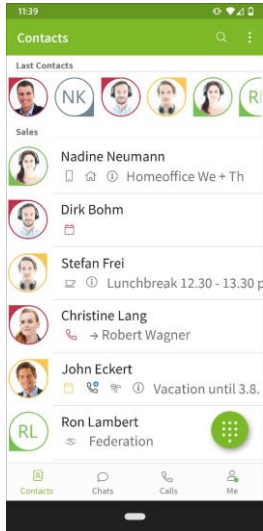 11:39
Contacts
Last Contacts
NK
R
Sales
Nadine Neumann
Homeoffice We + Th
Dirk Bohm
Stefan Frei
Lunchbreak 12.30 - 13.30 p
Christine Lang
→ Robert Wagner
John Eckert
Vacation until 3.8.
RL
Ron Lambert
Federation
Contacts
Chats
Calls
Me